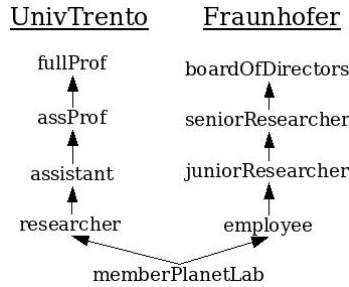 UnivTrento
Fraunhofer
fullProf
boardOfDirectors
assProf
seniorResearcher
assistant
juniorResearcher
researcher
employee
memberPlanetLab